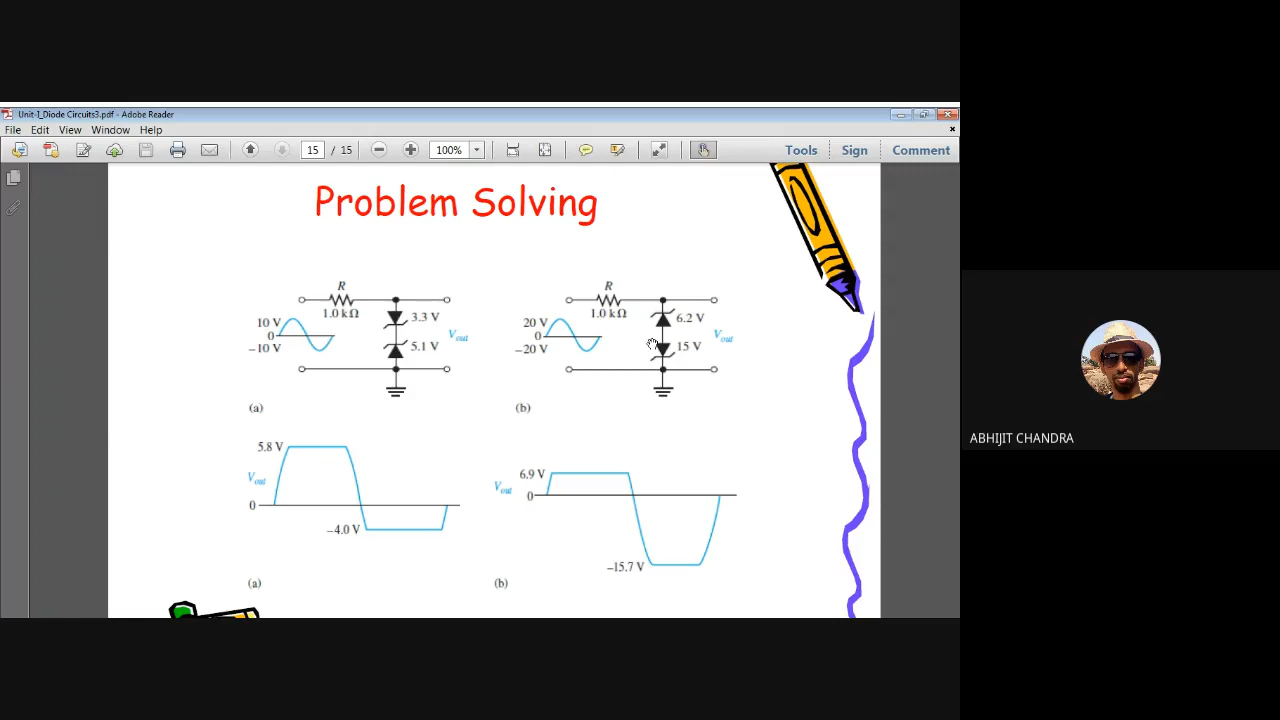 Unit-I_Diode Circuits3.pdf - Adobe Reader
File Edit View Window Help
15 / 15 100% Tools Sign Comment
Problem Solving
R R
1.0 kΩ 1.0 kΩ
10 V 3.3 V 20 V 6.2 V
0 Vout 0 Vout
−10 V 5.1 V −20 V 15 V
(a) (b)
5.8 V
Vout 6.9 V
Vout 0
0
−4.0 V
−15.7 V
(a) (b)
ABHIJIT CHANDRA